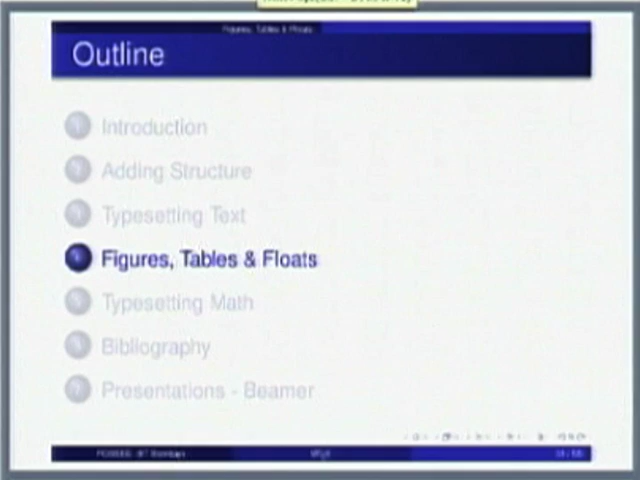 Figures, Tables & Floats
Outline
Introduction
Adding Structure
Typesetting Text
Figures, Tables & Floats
Typesetting Math
Bibliography
Presentations - Beamer
LATEX